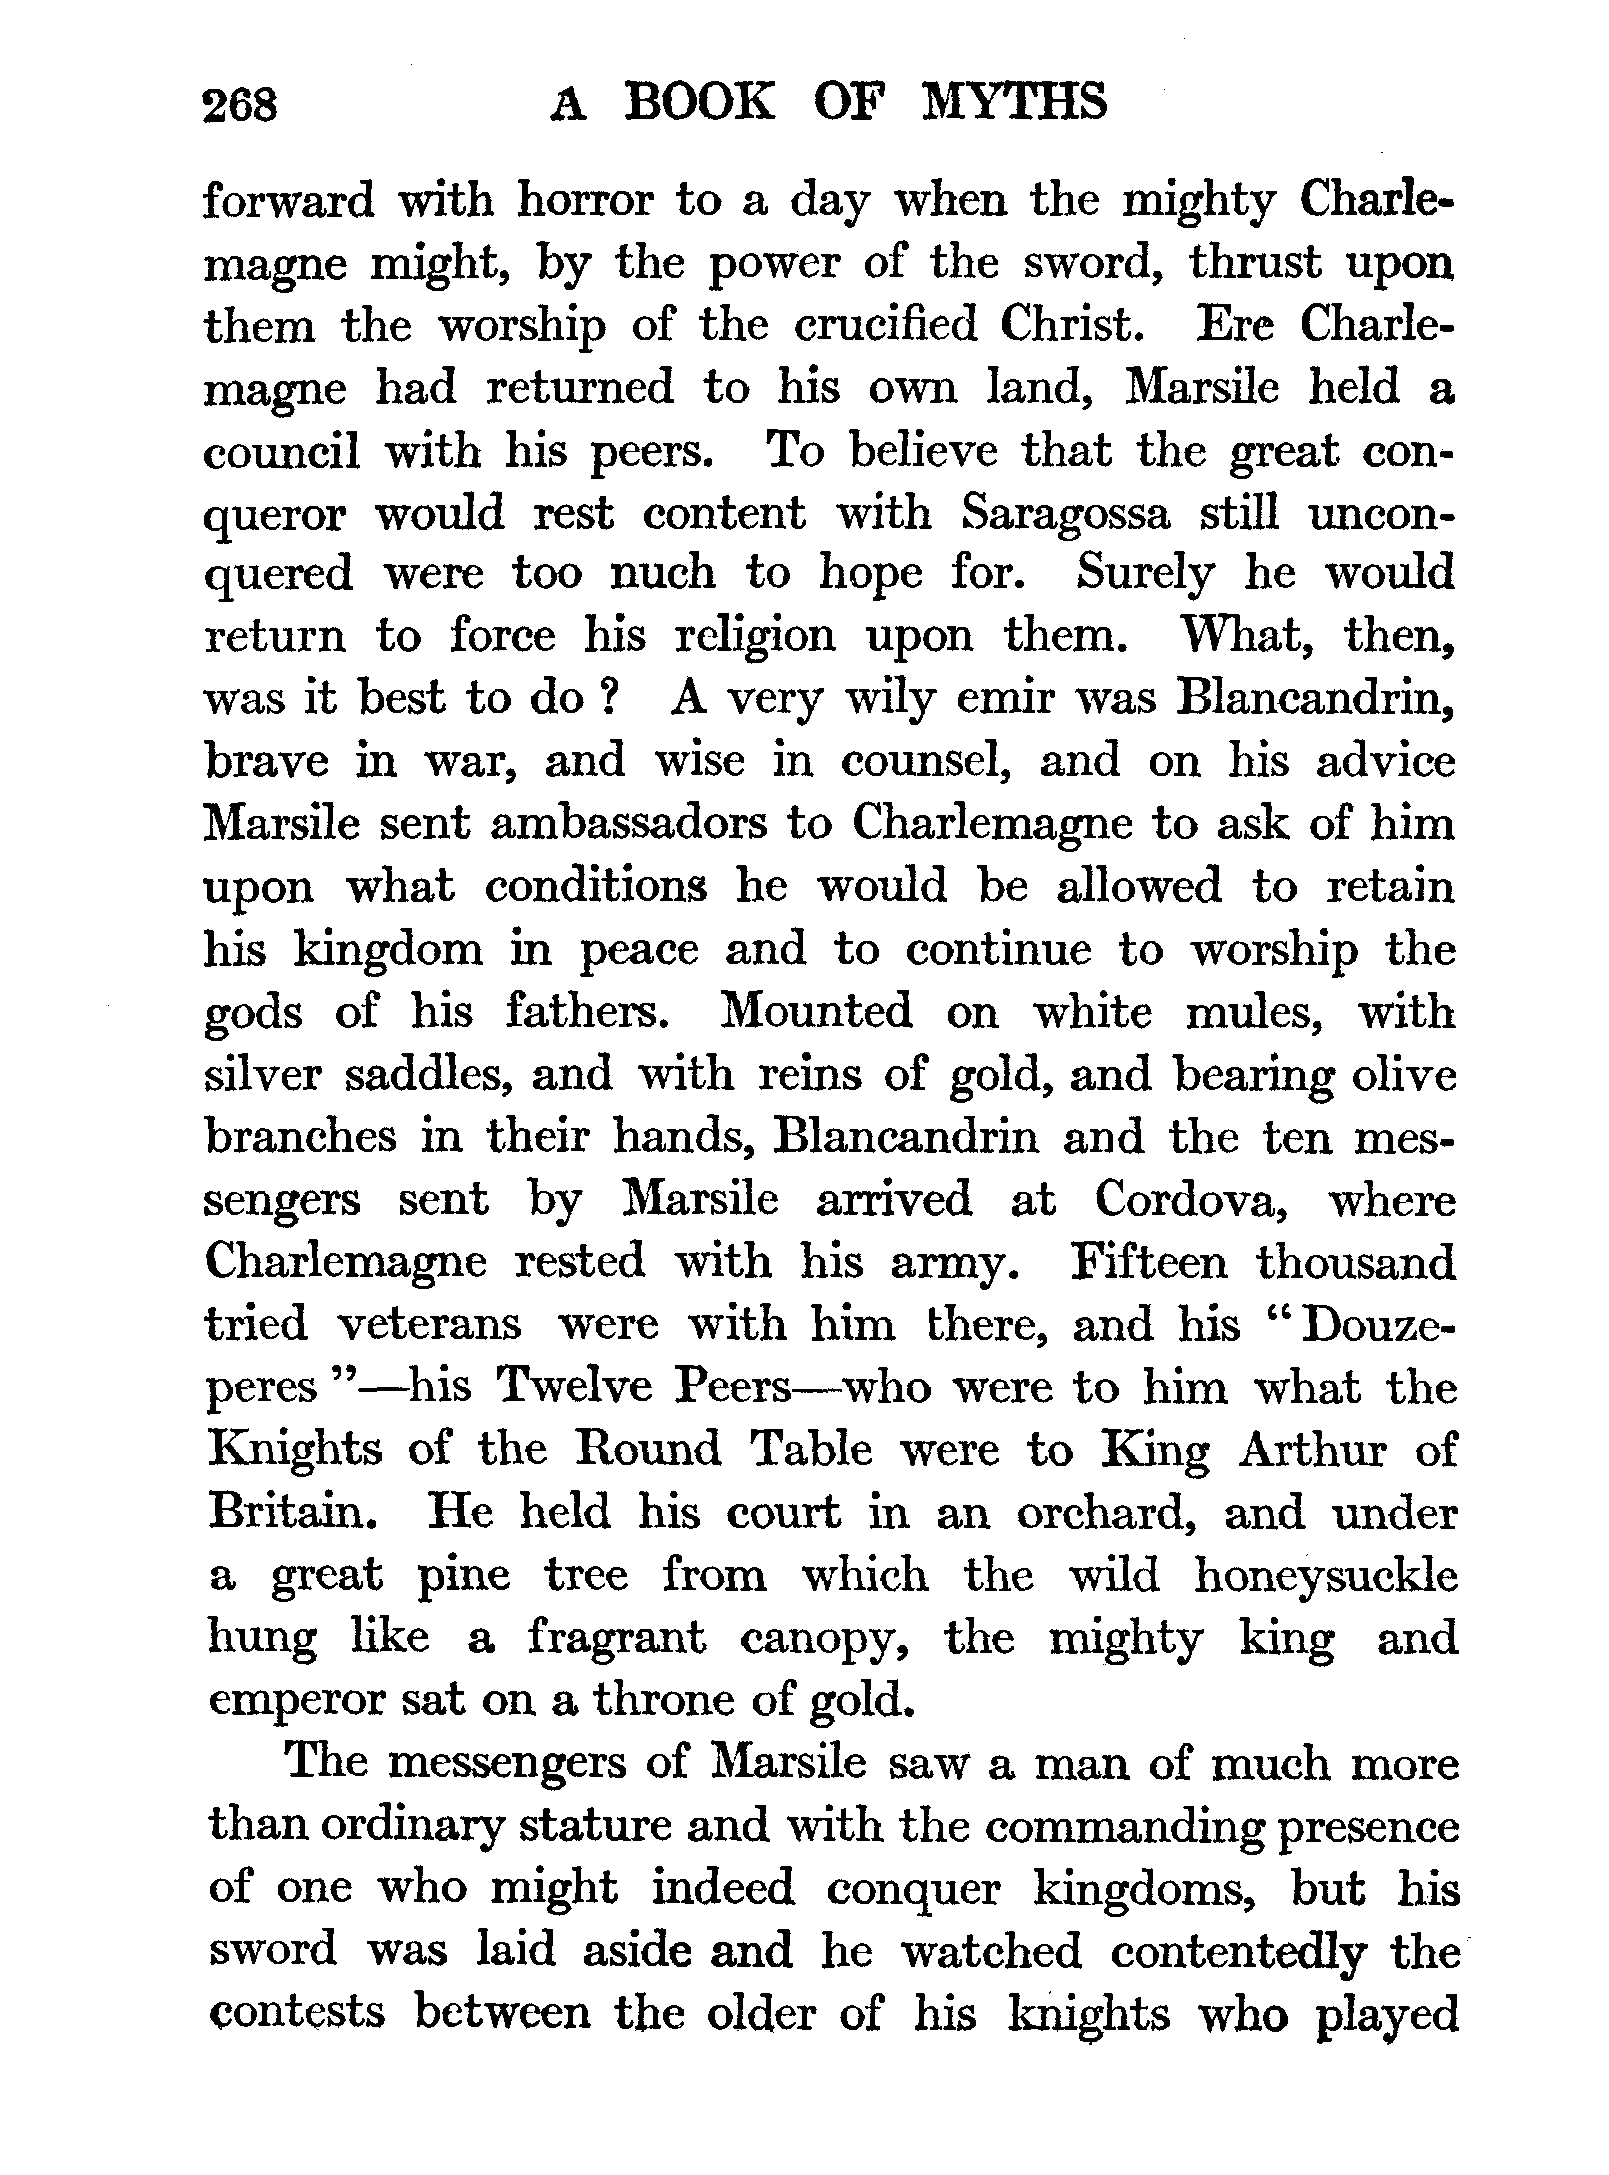 268 A BOOK OF MYTHS
forward with horror to a day when the mighty Charle-
magne might, by the power of the sword, thrust upon
them the worship of the crucified Christ. Ere Charle-
magne had returned to his own land, Marsile held a
council with his peers. To believe that the great con-
queror would rest content with Saragossa still uncon-
quered were too nuch to hope for. Surely he would
return to force his religion upon them. What, then,
was it best to do ? A very wily emir was Blancandrin,
brave in war, and wise in counsel, and on his advice
Marsile sent ambassadors to Charlemagne to ask of him
upon what conditions he would be allowed to retain
his kingdom in peace and to continue to worship the
gods of his fathers. Mounted on white mules, with
silver saddles, and with reins of gold, and bearing olive
branches in their hands, Blancandrin and the ten mes-
sengers sent by Marsile arrived at Cordova, where
Charlemagne rested with his army. Fifteen thousand
tried veterans were with him there, and his “ Douze-
peres ”—his Twelve Peers—who were to him what the
Knights of the Round Table were to King Arthur of
Britain. He held his court in an orchard, and under
a great pine tree from which the wild honeysuckle
hung like a fragrant canopy, the mighty king and
emperor sat on a throne of gold.
The messengers of Marsile saw a man of much more
than ordinary stature and with the commanding presence
of one who might indeed conquer kingdoms, but his
sword was laid aside and he watched contentedly the
contests between the older of his knights who played